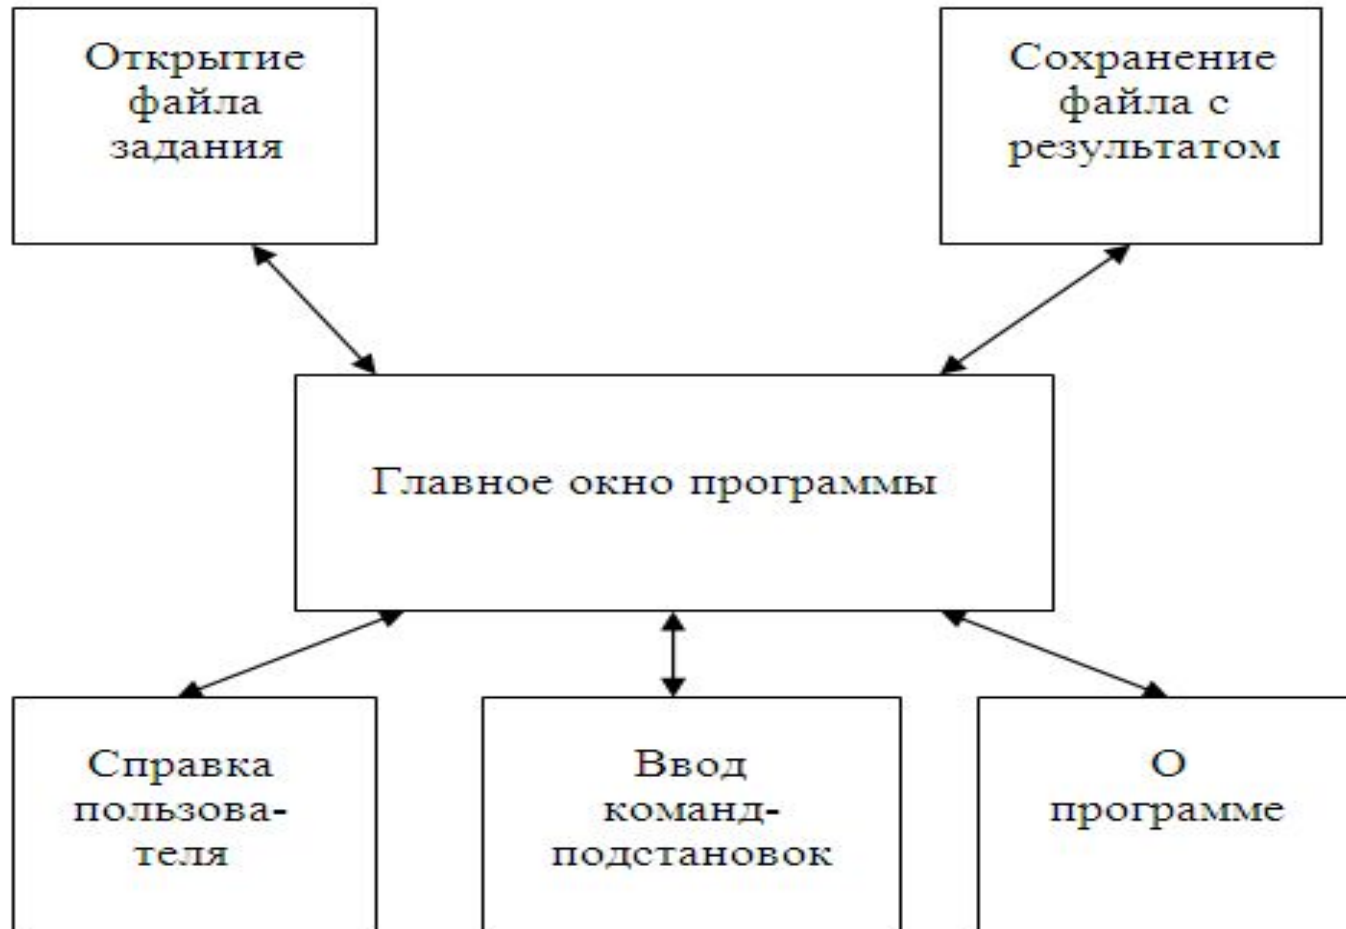 Открытие
файла
задания
Сохранение
файла с
результатом
Главное окно программы
Справка
пользова-
теля
Ввод
команд-
подстановок
О
программе